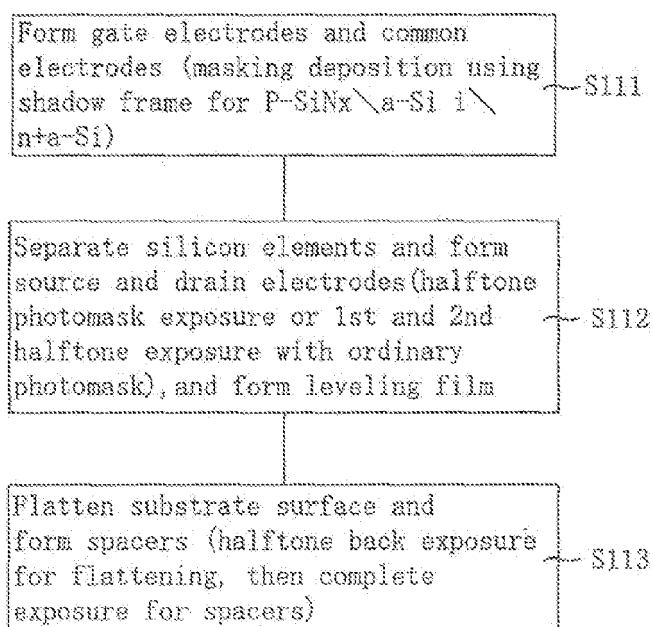 Form gate electrodes and common
electrodes (masking deposition using
shadow frame for P-SiNx\a-Si i\
n+a-Si)
S111
Separate silicon elements and form
source and drain electrodes(halftone
photomask exposure or 1st and 2nd
halftone exposure with ordinary
photomask),and form leveling film
S112
Flatten substrate surface and
form spacers (halftone back exposure
for flattening, then complete
exposure for spacers)
S113